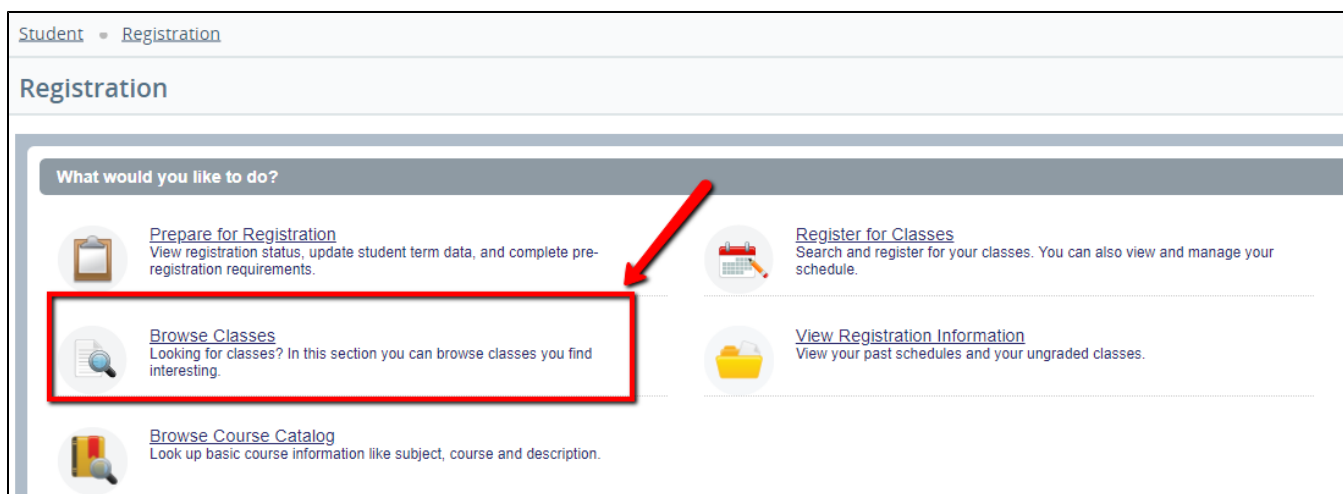 Student Registration
Registration
What would you like to do?
Prepare for Registration
View registration status, update student term data, and complete pre-
registration requirements.
Register for Classes
Search and register for your classes. You can also view and manage your
schedule.
Browse Classes
Looking for classes? In this section you can browse classes you find
interesting.
View Registration Information
View your past schedules and your ungraded classes.
Browse Course Catalog
Look up basic course information like subject, course and description.